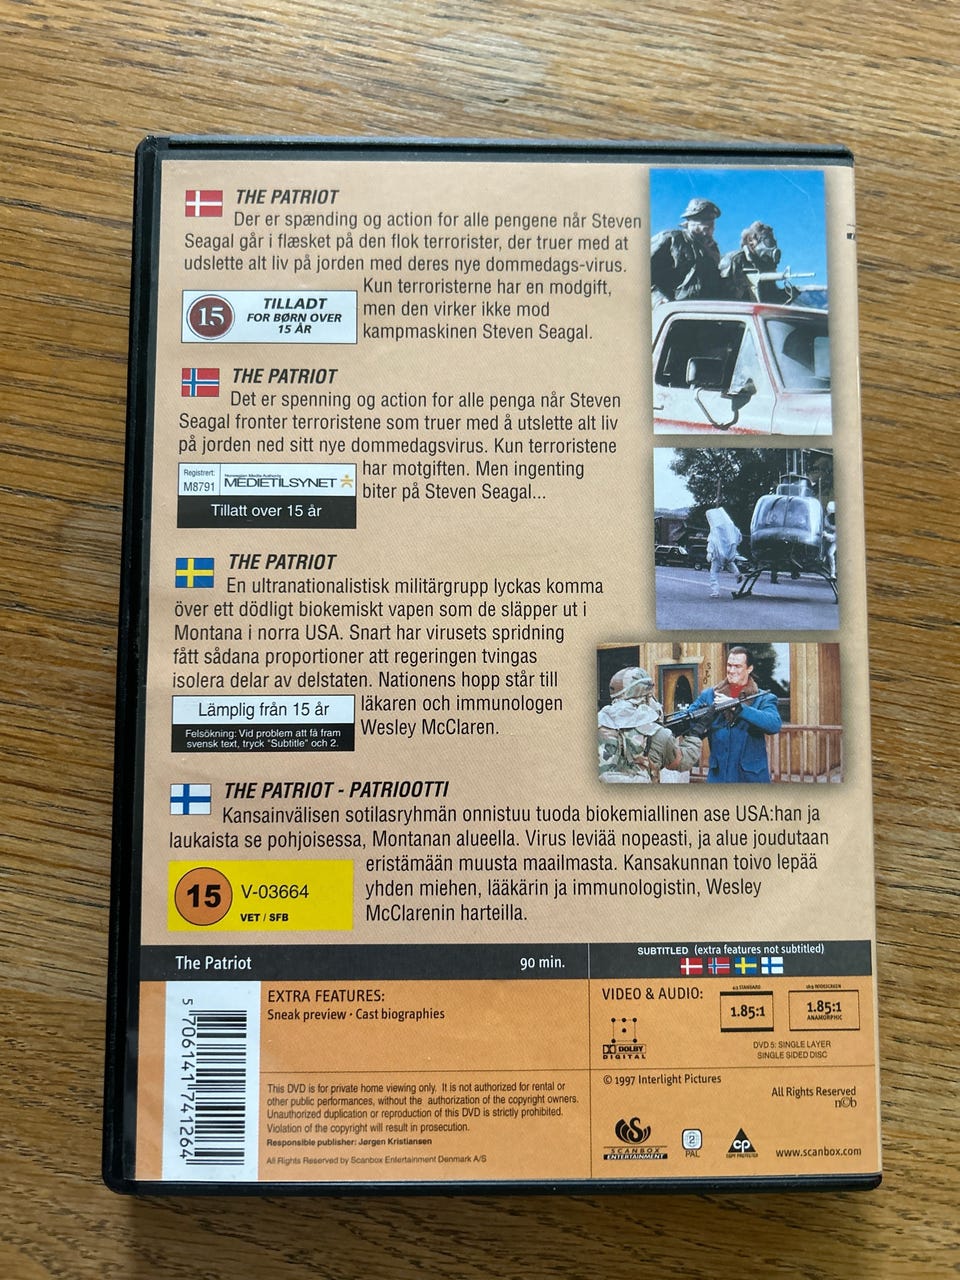 THE PATRIOT
Der er spænding og action for alle pengene når Steven
Seagal går i flæsket på den flok terrorister, der truer med at
udslette alt liv på jorden med deres nye dommedags-virus.
Kun terroristerne har en modgift,
men den virker ikke mod
kampmaskinen Steven Seagal.
15
TILLADT
FOR BØRN OVER
15 ÅR
THE PATRIOT
Det er spenning og action for alle penga når Steven
Seagal fronter terroristene som truer med å utslette alt liv
på jorden ned sitt nye dommedagsvirus. Kun terroristene
har motgiften. Men ingenting
biter på Steven Seagal...
Registrert:
M8791
Norwegian Media Authority
MEDIETILSYNET
Tillatt over 15 år
THE PATRIOT
En ultranationalistisk militärgrupp lyckas komma
över ett dödligt biokemiskt vapen som de släpper ut i
Montana i norra USA. Snart har virusets spridning
fått sådana proportioner att regeringen tvingas
isolera delar av delstaten. Nationens hopp står till
läkaren och immunologen
Wesley McClaren.
Lämplig från 15 år
Felsökning: Vid problem att få fram
svensk text, tryck "Subtitle" och 2.
THE PATRIOT - PATRIOOTTI
Kansainvälisen sotilasryhmän onnistuu tuoda biokemiallinen ase USA:han ja
laukaista se pohjoisessa, Montanan alueella. Virus leviää nopeasti, ja alue joudutaan
eristämään muusta maailmasta. Kansakunnan toivo lepää
yhden miehen, lääkärin ja immunologistin, Wesley
McClarenin harteilla.
15
V-03664
VET / SFB
The Patriot
90 min.
SUBTITLED (extra features not subtitled)
5 706141 741264
EXTRA FEATURES:
Sneak preview · Cast biographies
VIDEO & AUDIO:
DOLBY
DIGITAL
4:3 STANDARD
1.85:1
16:9 WIDESCREEN
1.85:1
ANAMORPHIC
DVD 5: SINGLE LAYER
SINGLE SIDED DISC
This DVD is for private home viewing only. It is not authorized for rental or
other public performances, without the authorization of the copyright owners.
Unauthorized duplication or reproduction of this DVD is strictly prohibited.
Violation of the copyright will result in prosecution.
Responsible publisher: Jørgen Kristiansen
All Rights Reserved by Scanbox Entertainment Denmark A/S
© 1997 Interlight Pictures
All Rights Reserved
n©b
SCANBOX
ENTERTAINMENT
2
PAL
CP
COPY PROTECTED
www.scanbox.com